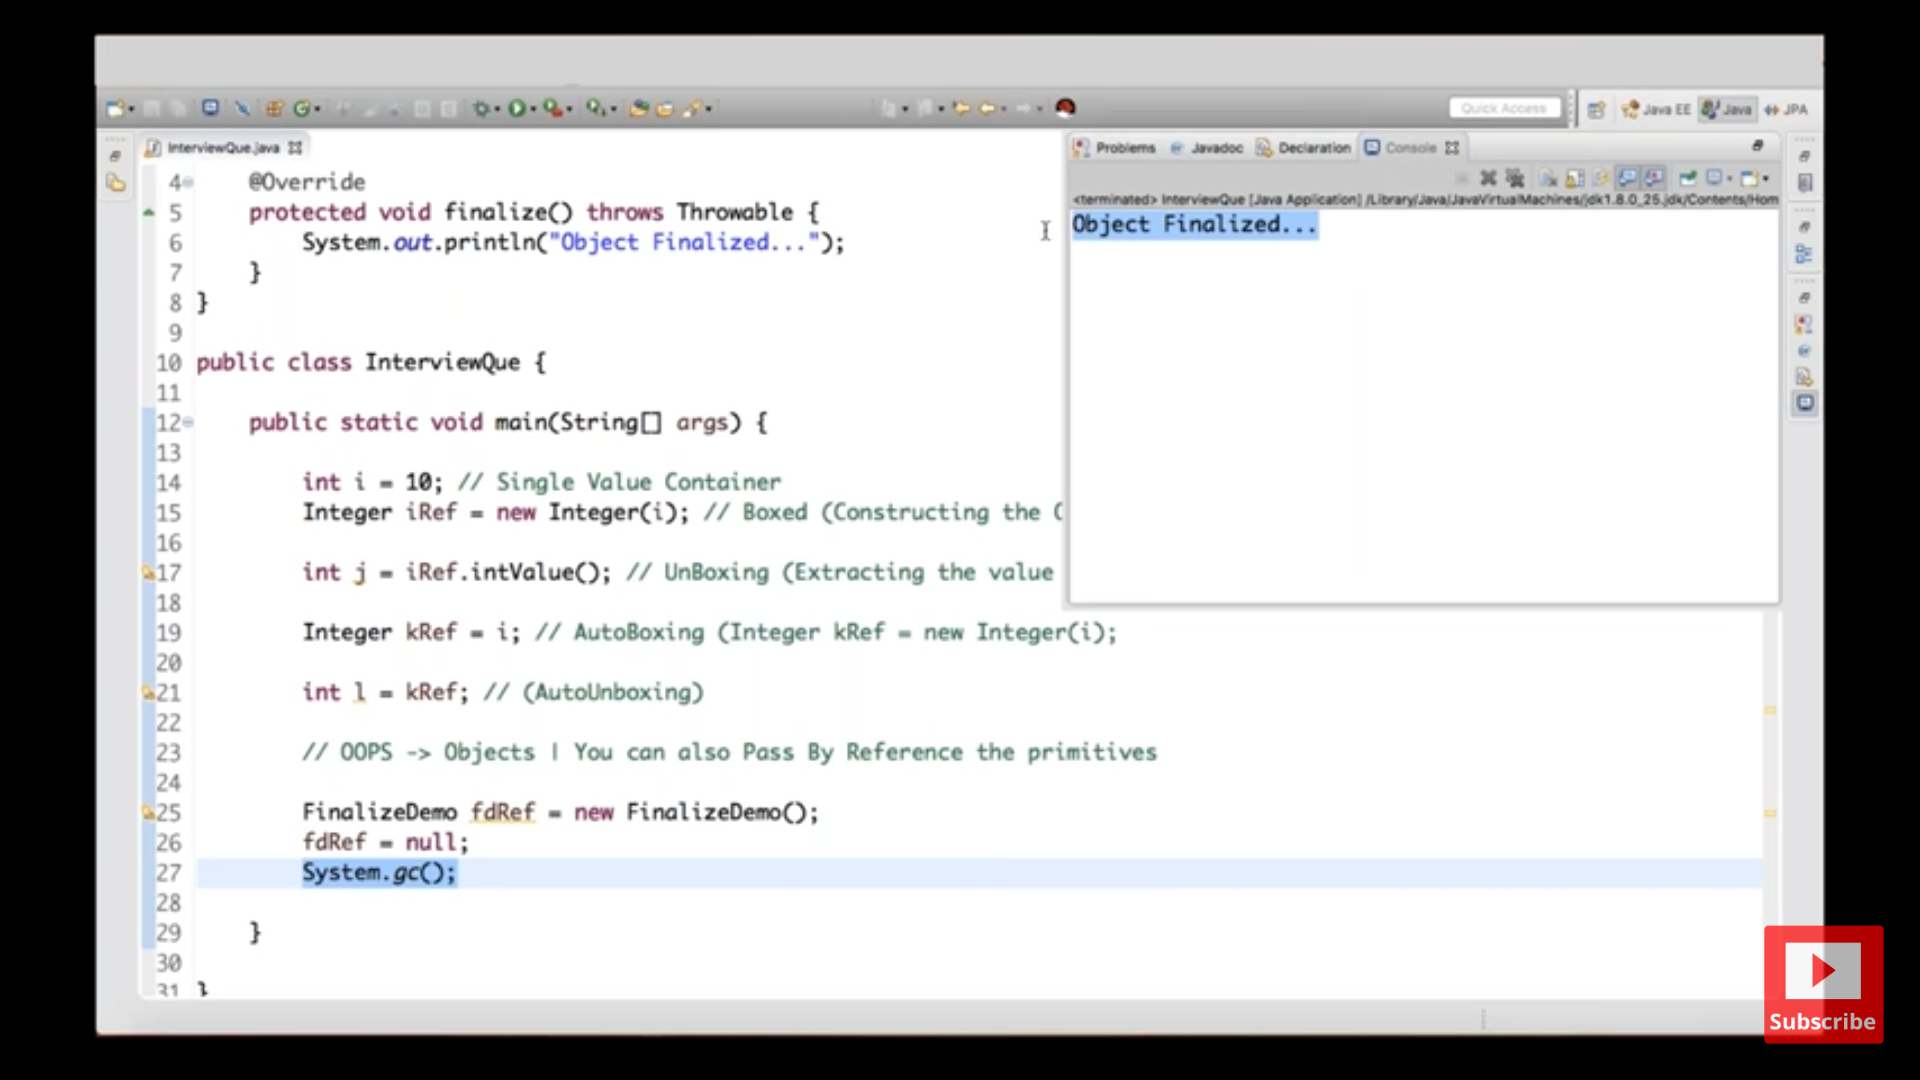 Quick Access
Java EE
Java
JPA
InterviewQue.java
4 @Override
5 protected void finalize() throws Throwable {
6 System.out.println("Object Finalized...");
7 }
8 }
9
10 public class InterviewQue {
11
12 public static void main(String[] args) {
13
14 int i = 10; // Single Value Container
15 Integer iRef = new Integer(i); // Boxed (Constructing the
16
17 int j = iRef.intValue(); // UnBoxing (Extracting the value
18
19 Integer kRef = i; // AutoBoxing (Integer kRef = new Integer(i);
20
21 int l = kRef; // (AutoUnboxing)
22
23 // OOPS -> Objects | You can also Pass By Reference the primitives
24
25 FinalizeDemo fdRef = new FinalizeDemo();
26 fdRef = null;
27 System.gc();
28
29 }
30
31 }
Problems
Javadoc
Declaration
Console
<terminated> InterviewQue [Java Application] /Library/Java/JavaVirtualMachines/jdk1.8.0_25.jdk/Contents/Hom
Object Finalized...
Subscribe